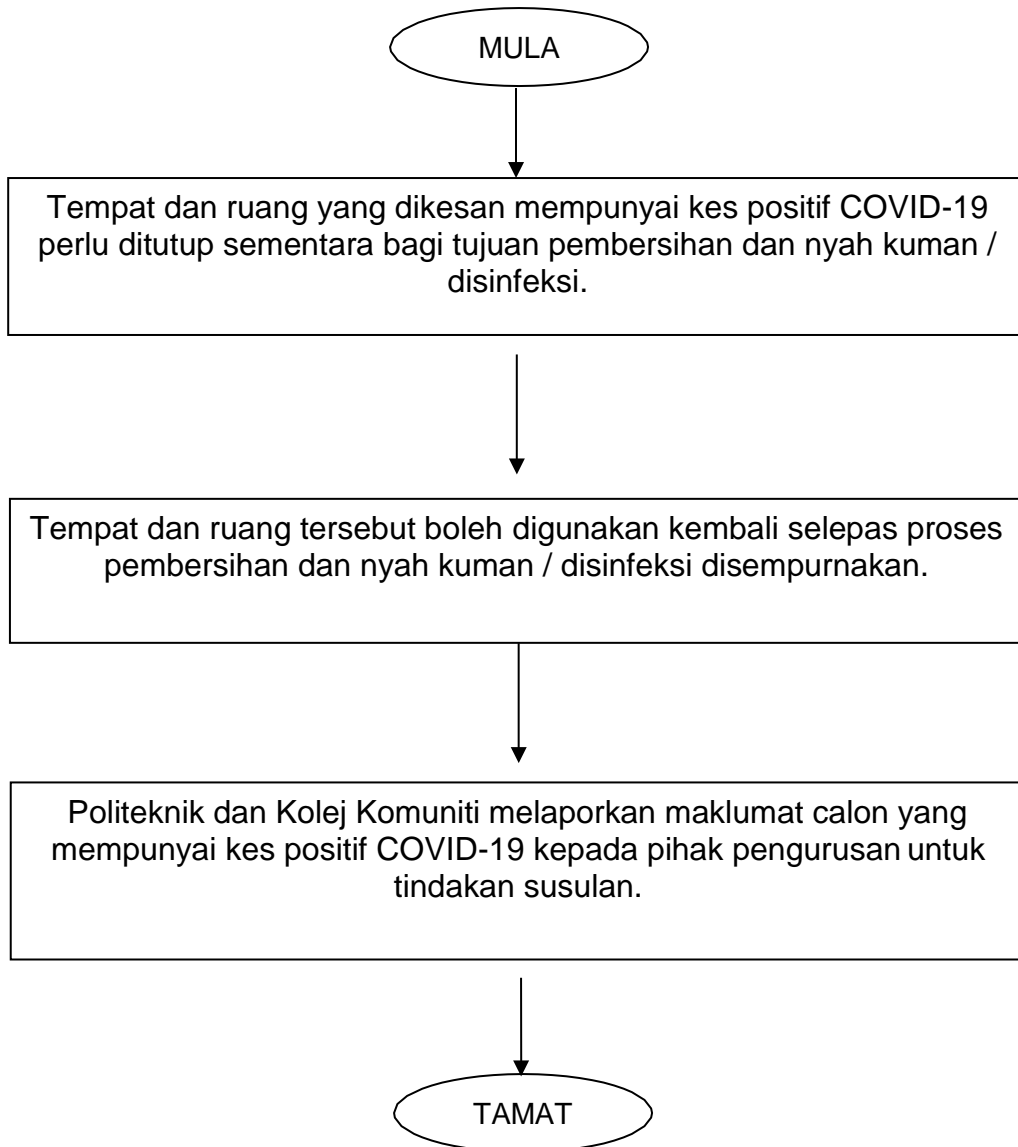 MULA
Tempat dan ruang yang dikesan mempunyai kes positif COVID-19
perlu ditutup sementara bagi tujuan pembersihan dan nyah kuman /
disinfeksi.
Tempat dan ruang tersebut boleh digunakan kembali selepas proses
pembersihan dan nyah kuman / disinfeksi disempurnakan.
Politeknik dan Kolej Komuniti melaporkan maklumat calon yang
mempunyai kes positif COVID-19 kepada pihak pengurusan untuk
tindakan susulan.
TAMAT